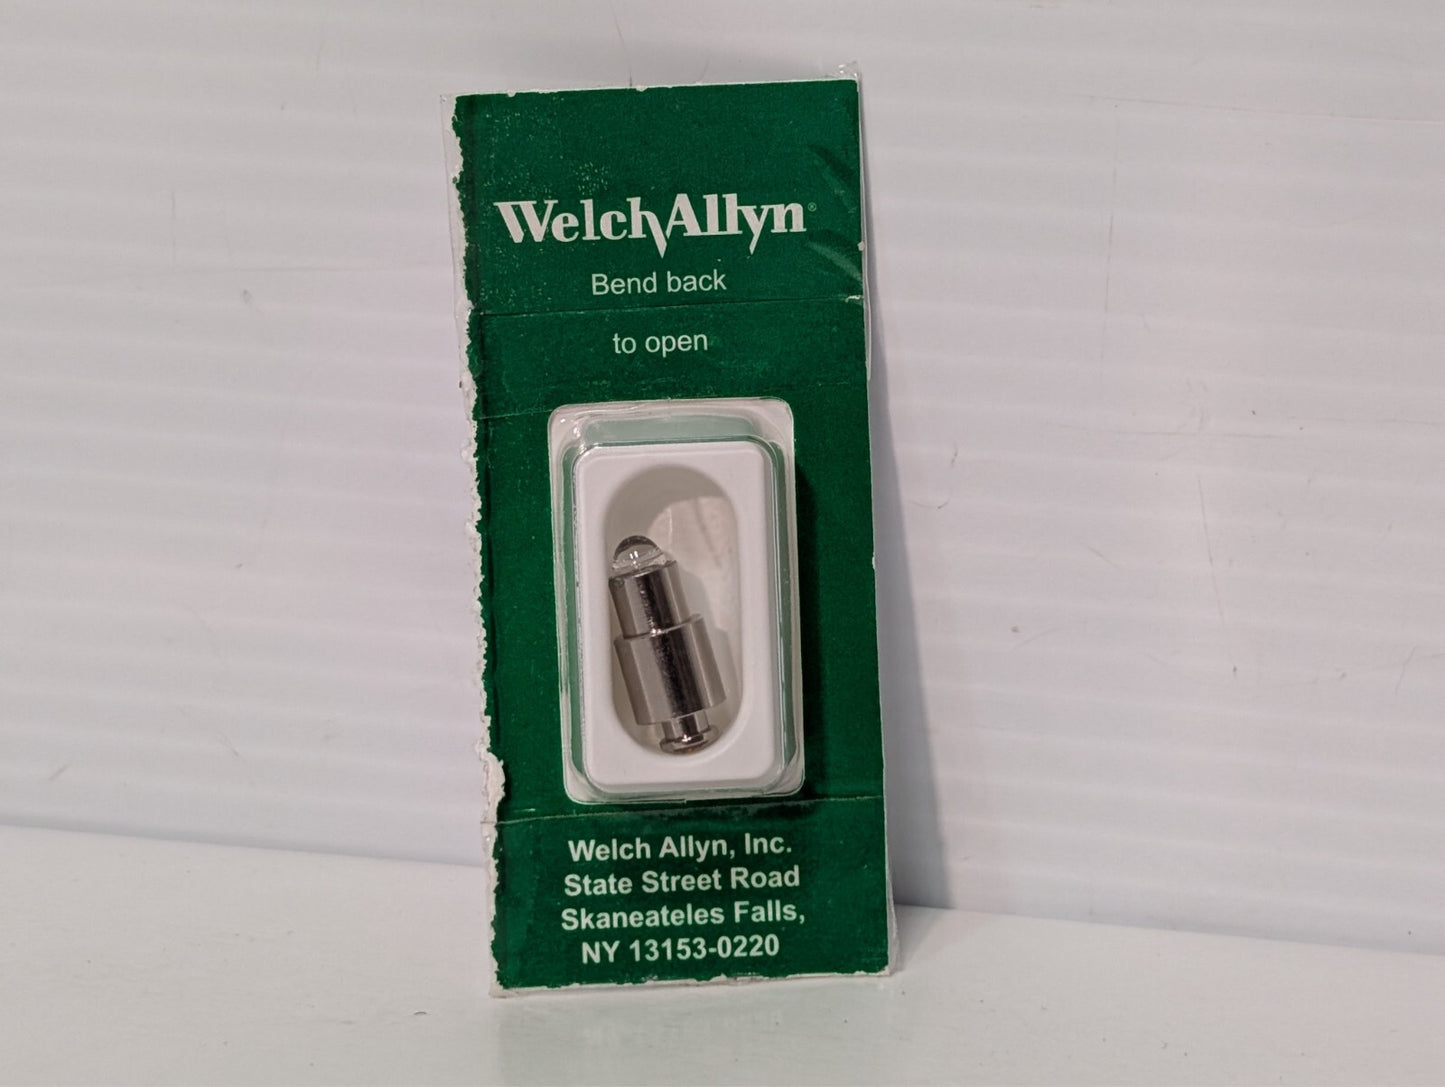 WelchAllyn®
Bend back
to open
Welch Allyn, Inc.
State Street Road
Skaneateles Falls,
NY 13153-0220